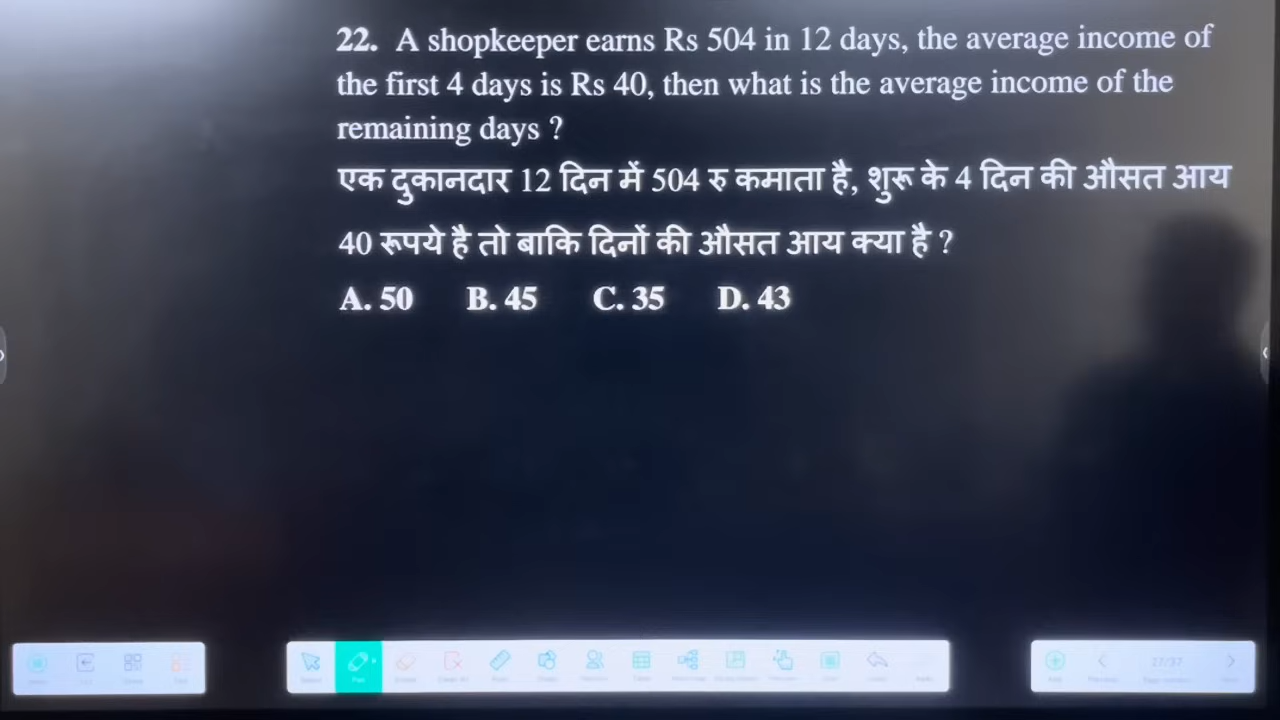 22. A shopkeeper earns Rs 504 in 12 days, the average income of
the first 4 days is Rs 40, then what is the average income of the
remaining days ?
एक दुकानदार 12 दिन में 504 रु कमाता है, शुरू के 4 दिन की औसत आय
40 रूपये है तो बाकि दिनों की औसत आय क्या है ?
A. 50 B. 45 C. 35 D. 43